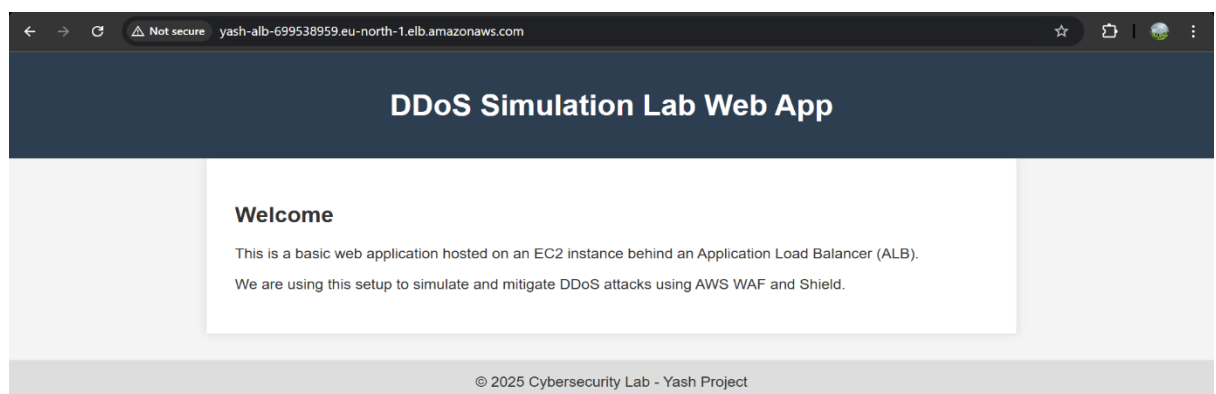 Not secure yash-alb-699538959.eu-north-1.elb.amazonaws.com
DDoS Simulation Lab Web App
Welcome
This is a basic web application hosted on an EC2 instance behind an Application Load Balancer (ALB).
We are using this setup to simulate and mitigate DDoS attacks using AWS WAF and Shield.
© 2025 Cybersecurity Lab - Yash Project